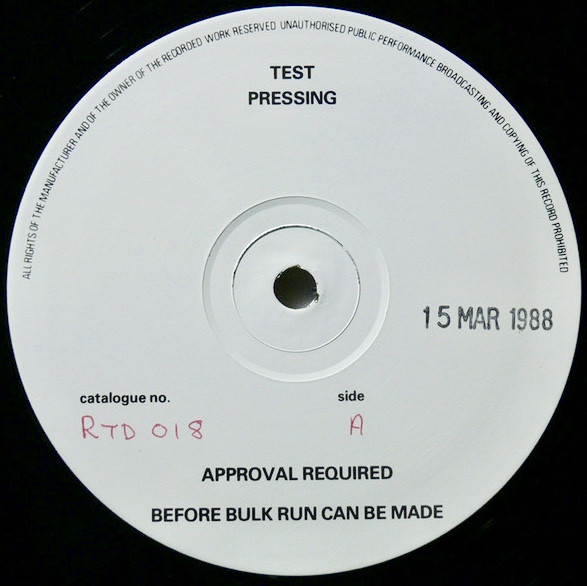 ALL RIGHTS OF THE MANUFACTURER AND OF THE OWNER OF THE RECORDED WORK RESERVED UNAUTHORISED PUBLIC PERFORMANCE BROADCASTING AND COPYING OF THIS RECORD PROHIBITED
TEST
PRESSING
15 MAR 1988
catalogue no. side
RTD 018 A
APPROVAL REQUIRED
BEFORE BULK RUN CAN BE MADE